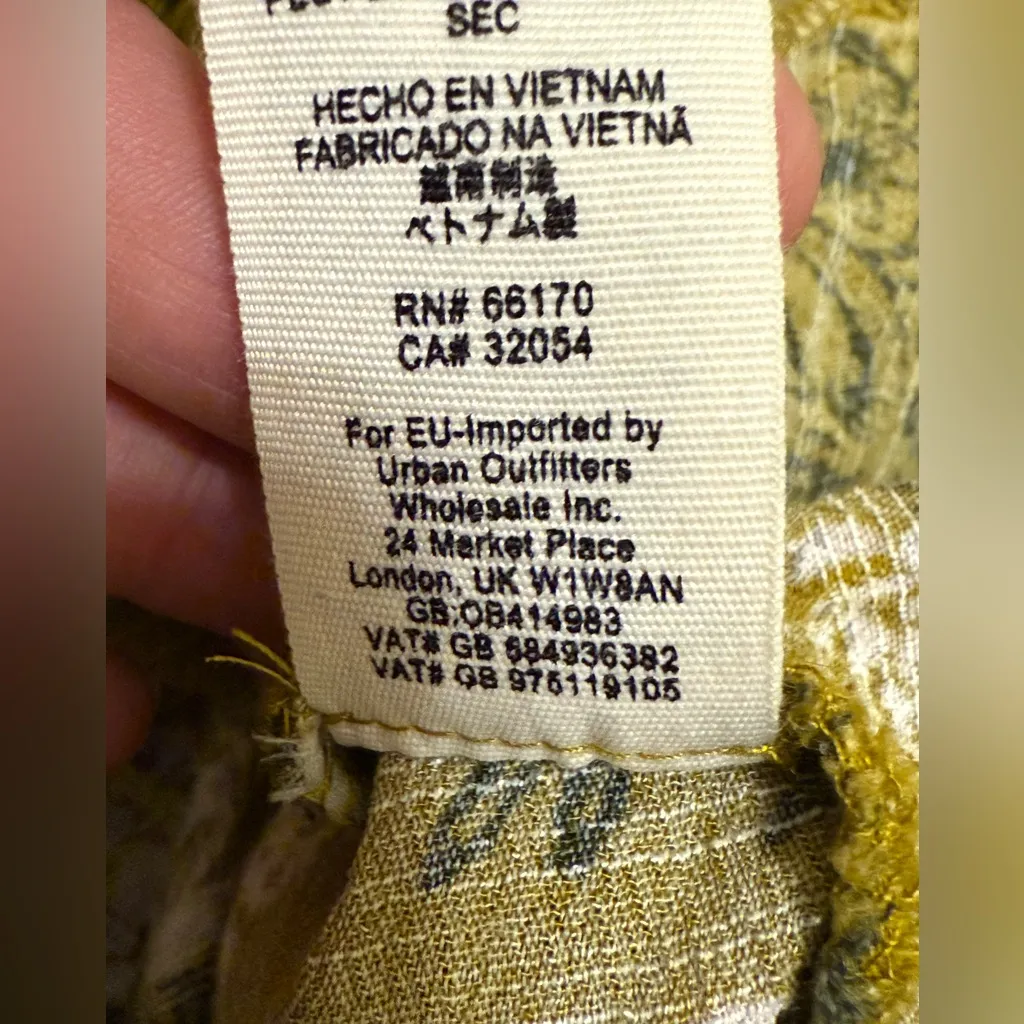 SEC
HECHO EN VIETNAM
FABRICADO NA VIETNÃ
越南制造
ベトナム製
RN# 66170
CA# 32054
For EU-Imported by
Urban Outfitters
Wholesale Inc.
24 Market Place
London, UK W1W8AN
GB:OB414983
VAT# GB 684936382
VAT# GB 975119105